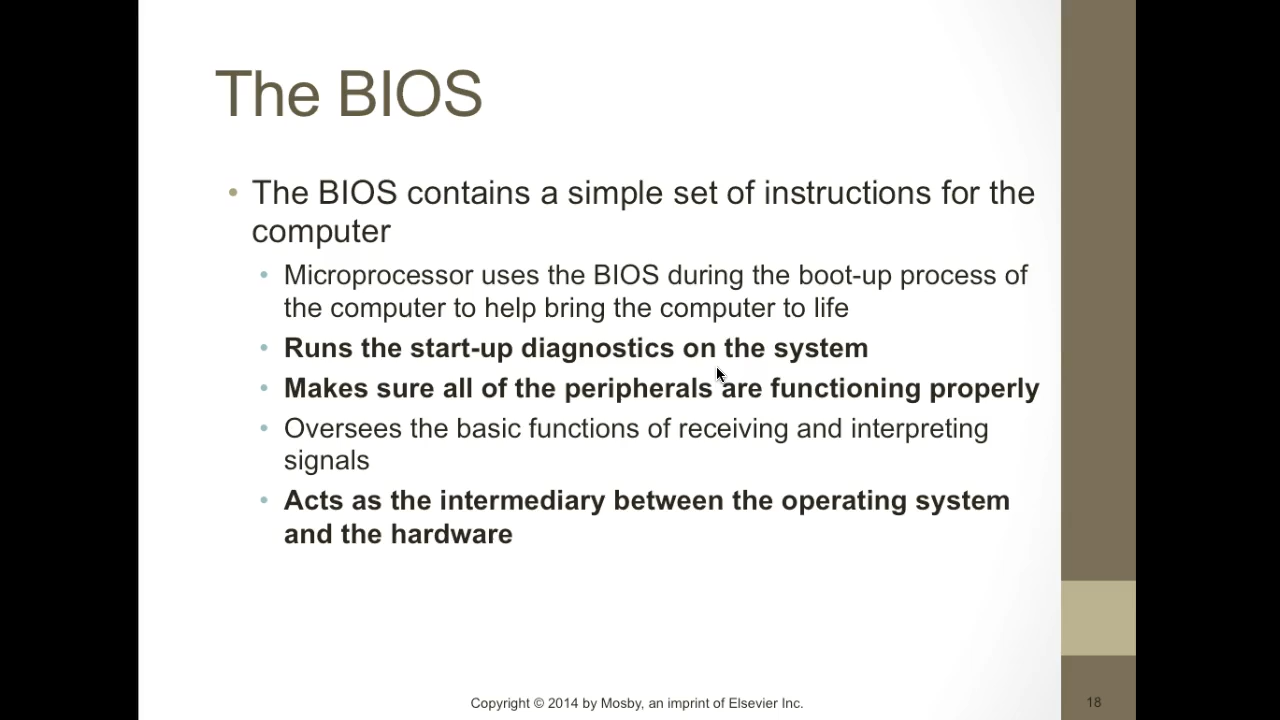 The BIOS
• The BIOS contains a simple set of instructions for the
computer
• Microprocessor uses the BIOS during the boot-up process of
the computer to help bring the computer to life
• Runs the start-up diagnostics on the system
• Makes sure all of the peripherals are functioning properly
• Oversees the basic functions of receiving and interpreting
signals
• Acts as the intermediary between the operating system
and the hardware
Copyright © 2014 by Mosby, an imprint of Elsevier Inc.
18